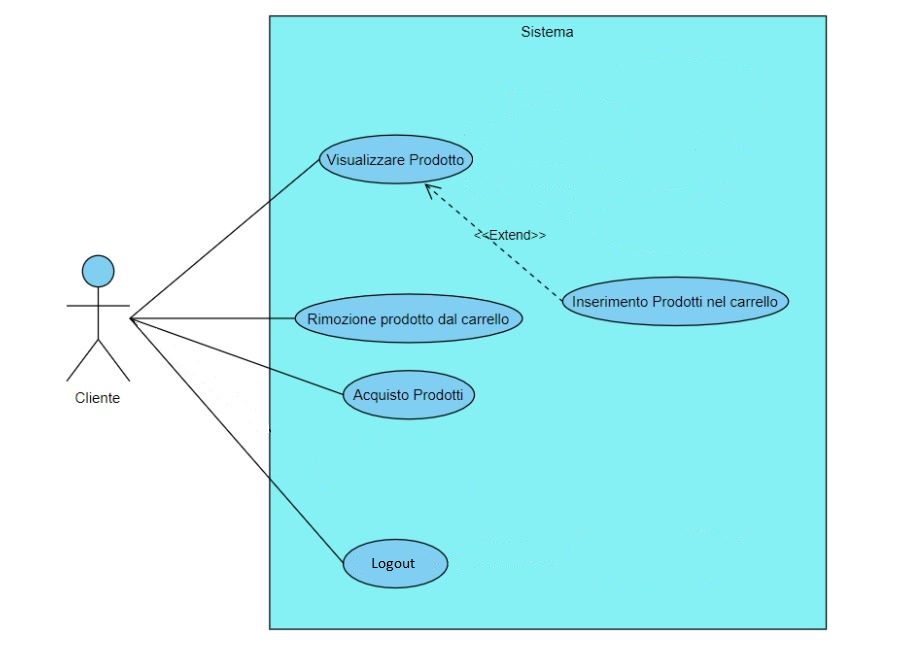 Sistema
Visualizzare Prodotto
<<Extend>>
Inserimento Prodotti nel carrello
Rimozione prodotto dal carrello
Acquisto Prodotti
Cliente
Logout